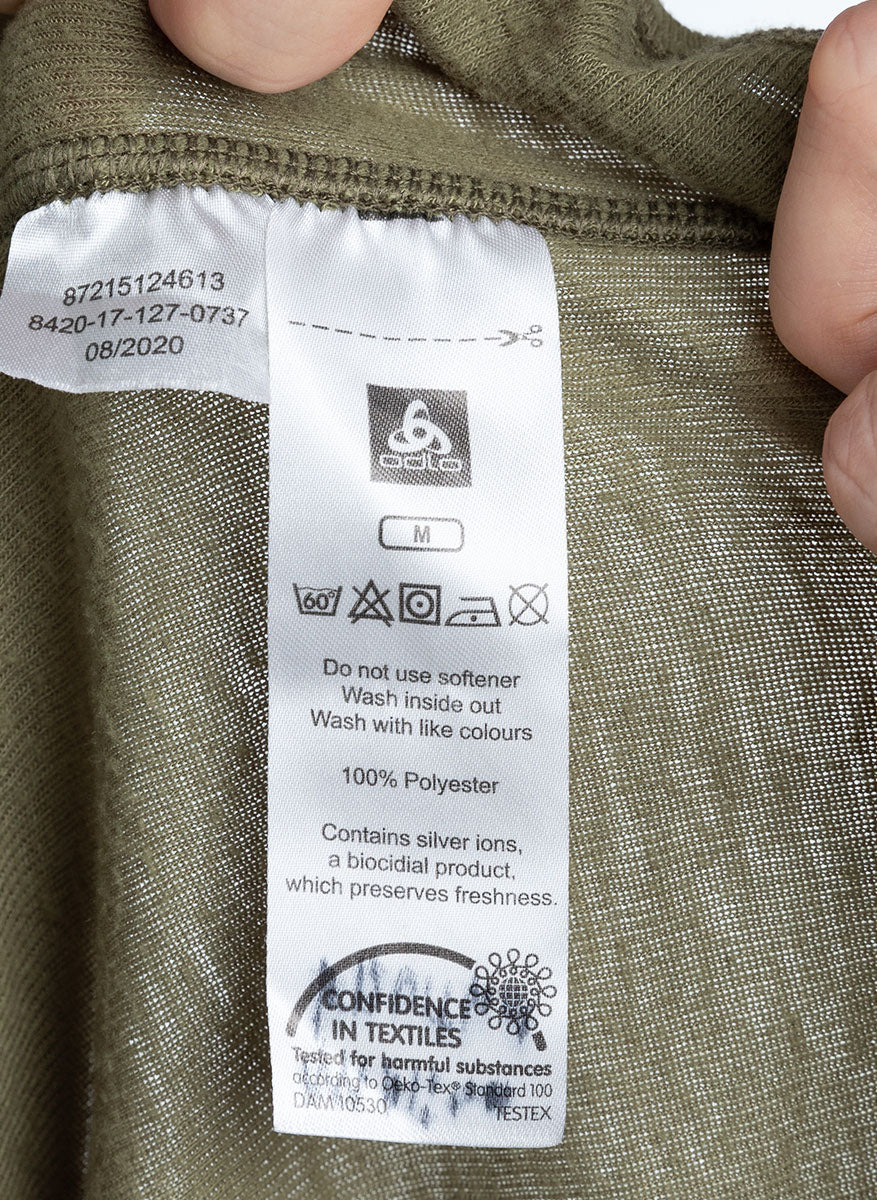 87215124613
8420-17-127-0737
08/2020
M
60°
Do not use softener
Wash inside out
Wash with like colours
100% Polyester
Contains silver ions,
a biocidial product,
which preserves freshness.
CONFIDENCE
IN TEXTILES
Tested for harmful substances
according to Oeko-Tex® Standard 100
DAM 10530 TESTEX